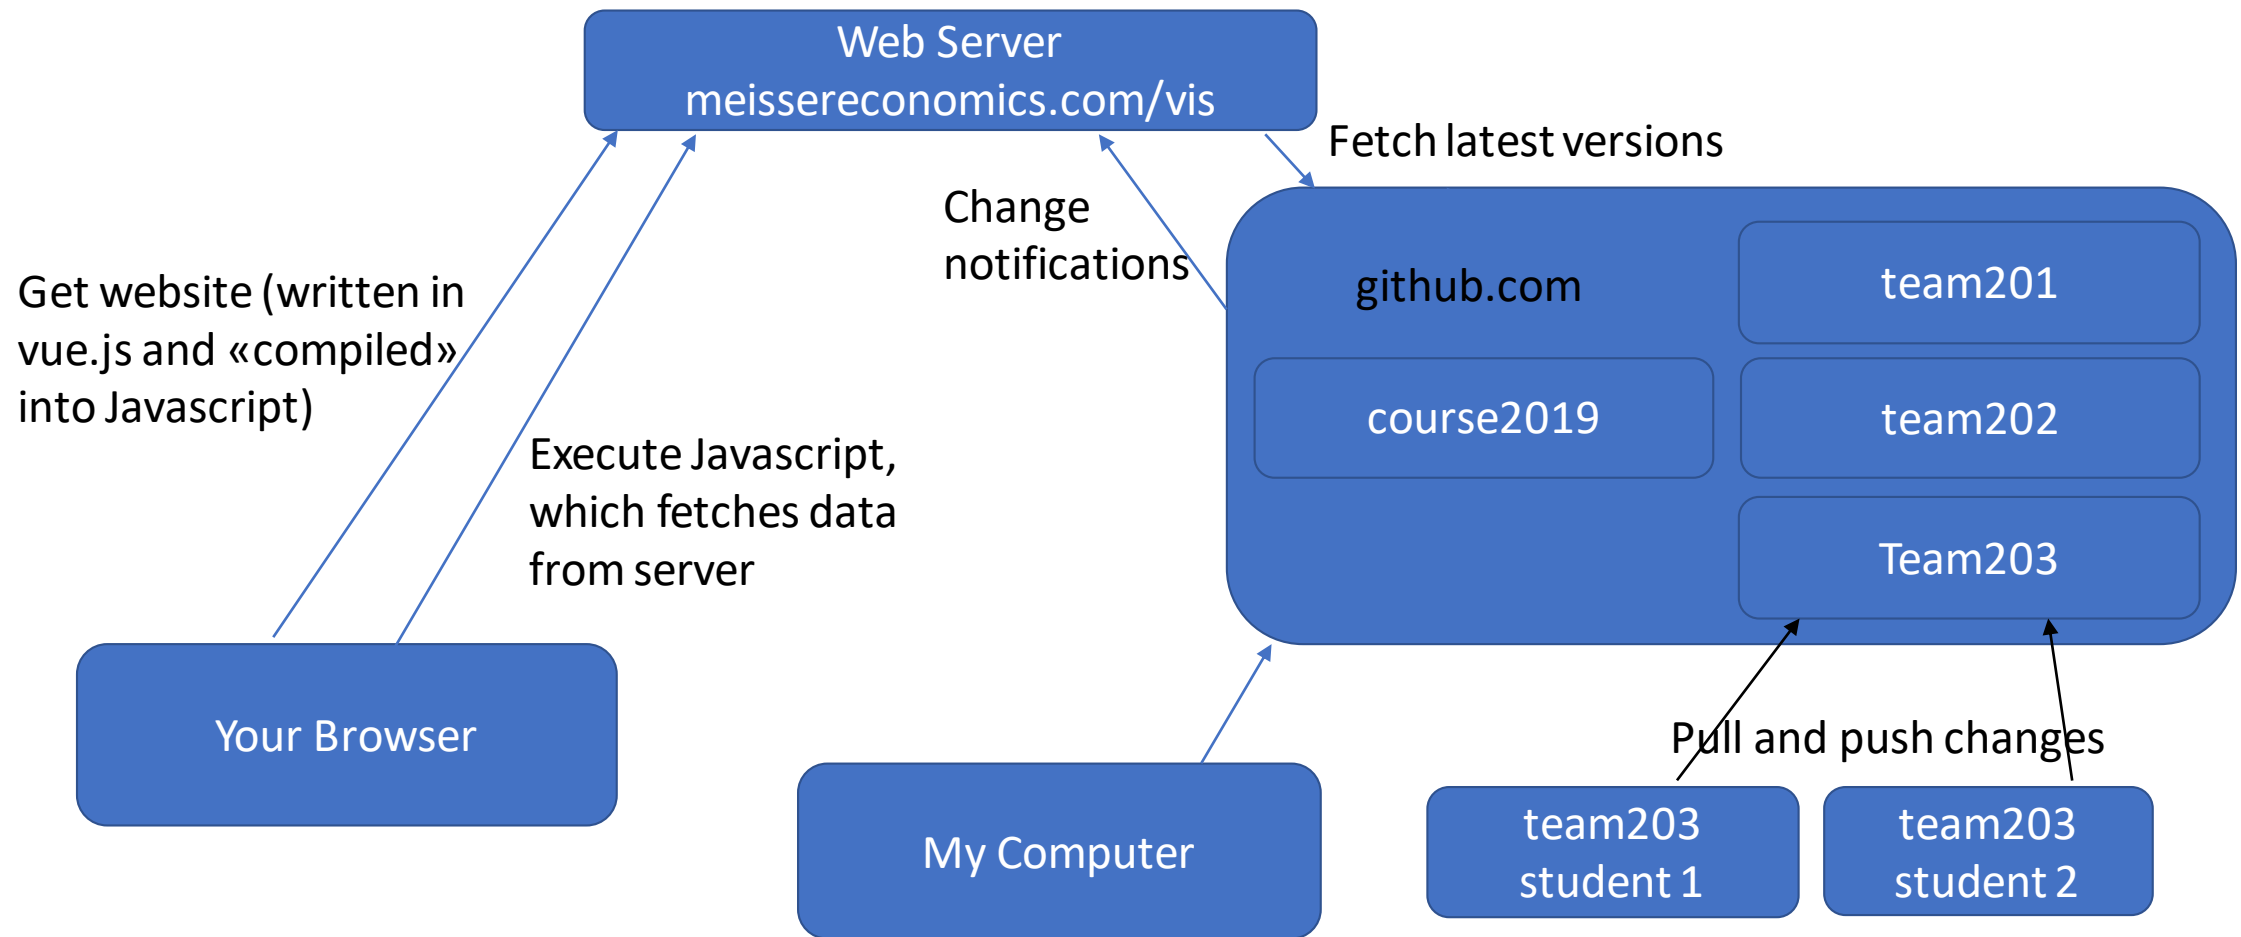 Web Server
meissereconomics.com/vis
Fetch latest versions
Change
notifications
Get website (written in
vue.js and «compiled»
into Javascript)
Execute Javascript,
which fetches data
from server
github.com
team201
course2019
team202
Team203
Your Browser
My Computer
Pull and push changes
team203
student 1
team203
student 2